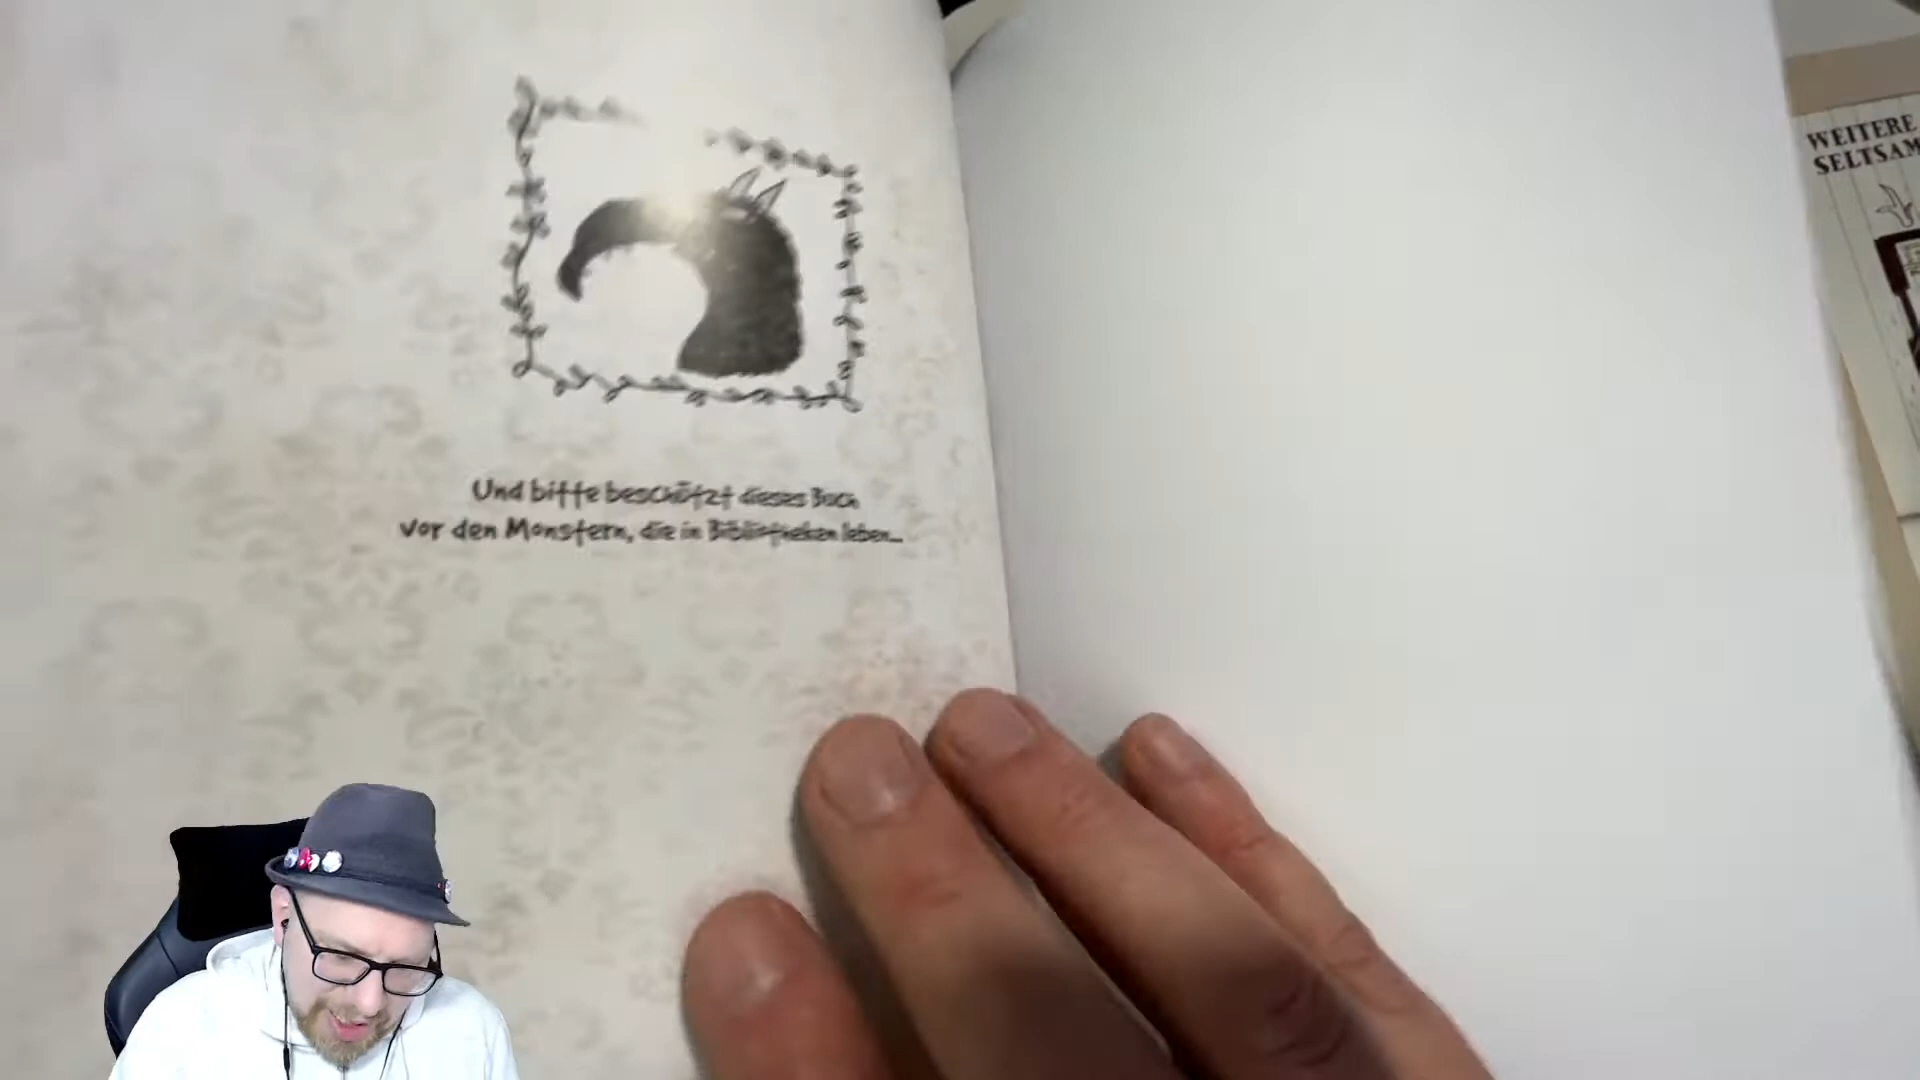 Und bitte beschützt dieses Buch
vor den Monstern, die in Bibliotheken leben...
WEITERE
SELTSAM